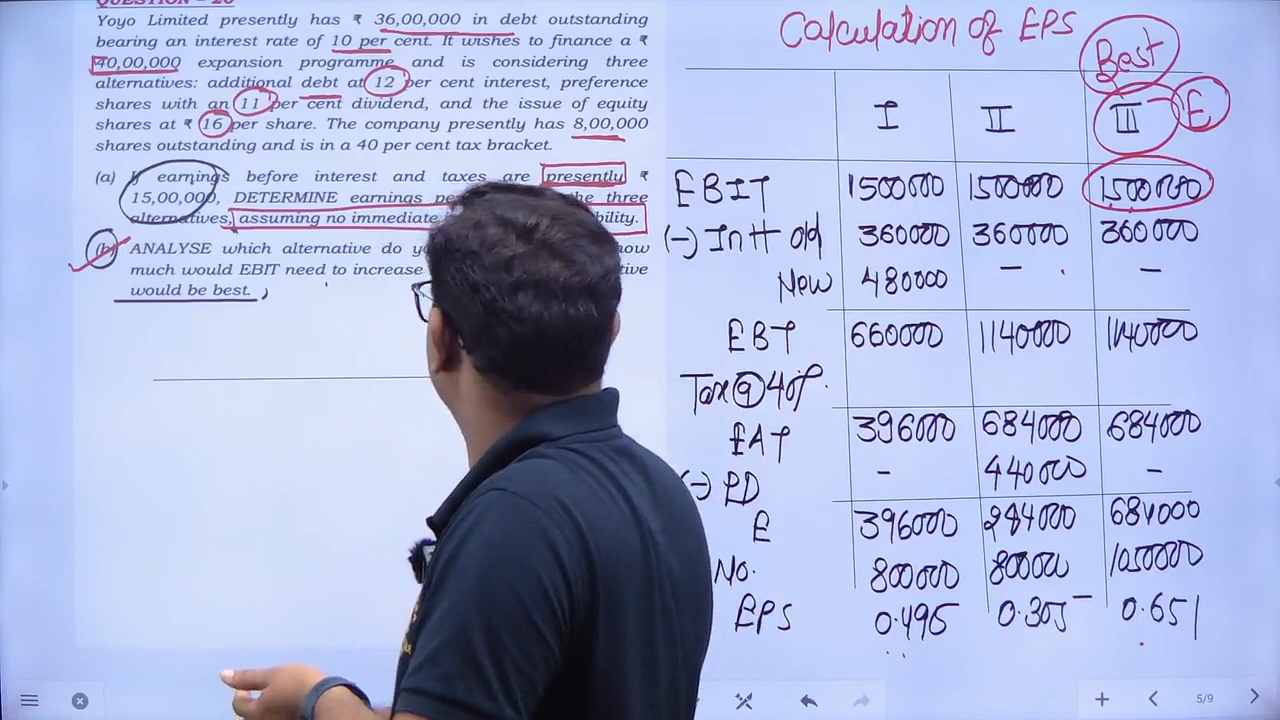 QUESTION - 20
Yoyo Limited presently has ₹ 36,00,000 in debt outstanding
bearing an interest rate of 10 per cent. It wishes to finance a ₹
40,00,000 expansion programme and is considering three
alternatives: additional debt at 12 per cent interest, preference
shares with an 11 per cent dividend, and the issue of equity
shares at ₹ 16 per share. The company presently has 8,00,000
shares outstanding and is in a 40 per cent tax bracket.
(a) If earnings before interest and taxes are presently ₹
15,00,000, DETERMINE earnings pe the three
alternatives, assuming no immediate bility.
(b) ANALYSE which alternative do yo how
much would EBIT need to increase tive
would be best.
Calculation of EPS
Best
I II III E
EBIT 1500000 1500000 1500000
(-) Intt old 360000 360000 360000
New 480000 - -
EBT 660000 1140000 1140000
Tax@40%.
EAT 396000 684000 684000
(-) PD - 440000 -
E 396000 244000 684000
No. 800000 800000 1050000
EPS 0.495 0.305 0.651
5/9